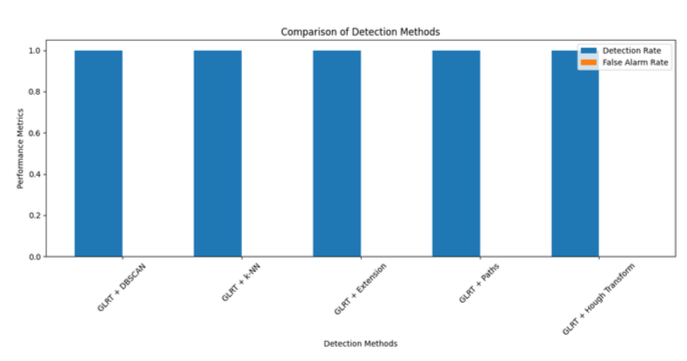 Comparison of Detection Methods
Detection Rate
False Alarm Rate
Performance Metrics
1.0
0.8
0.6
0.4
0.2
0.0
GLRT + DBSCAN
GLRT + k-NN
GLRT + Extension
GLRT + Paths
GLRT + Hough Transform
Detection Methods